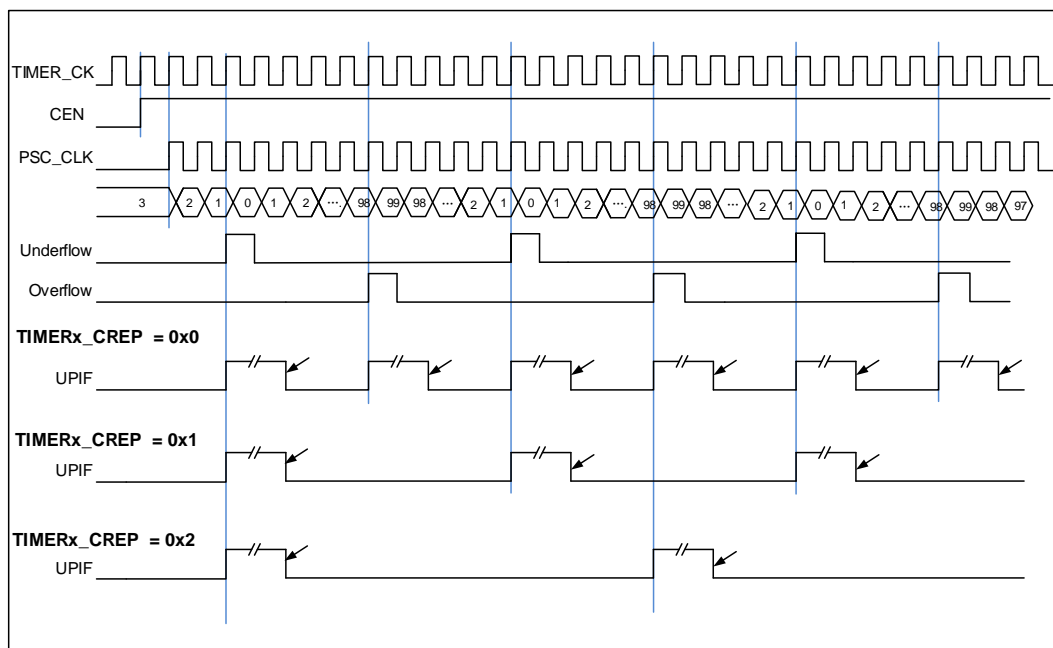 TIMER_CK
CEN
PSC_CLK
3 2 1 0 1 2 .... 98 99 98 ... 2 1 0 1 2 .... 98 99 98 ... 2 1 0 1 2 ... 98 99 98 97
Underflow
Overflow
TIMERx_CREP = 0x0
UPIF
TIMERx_CREP = 0x1
UPIF
TIMERx_CREP = 0x2
UPIF